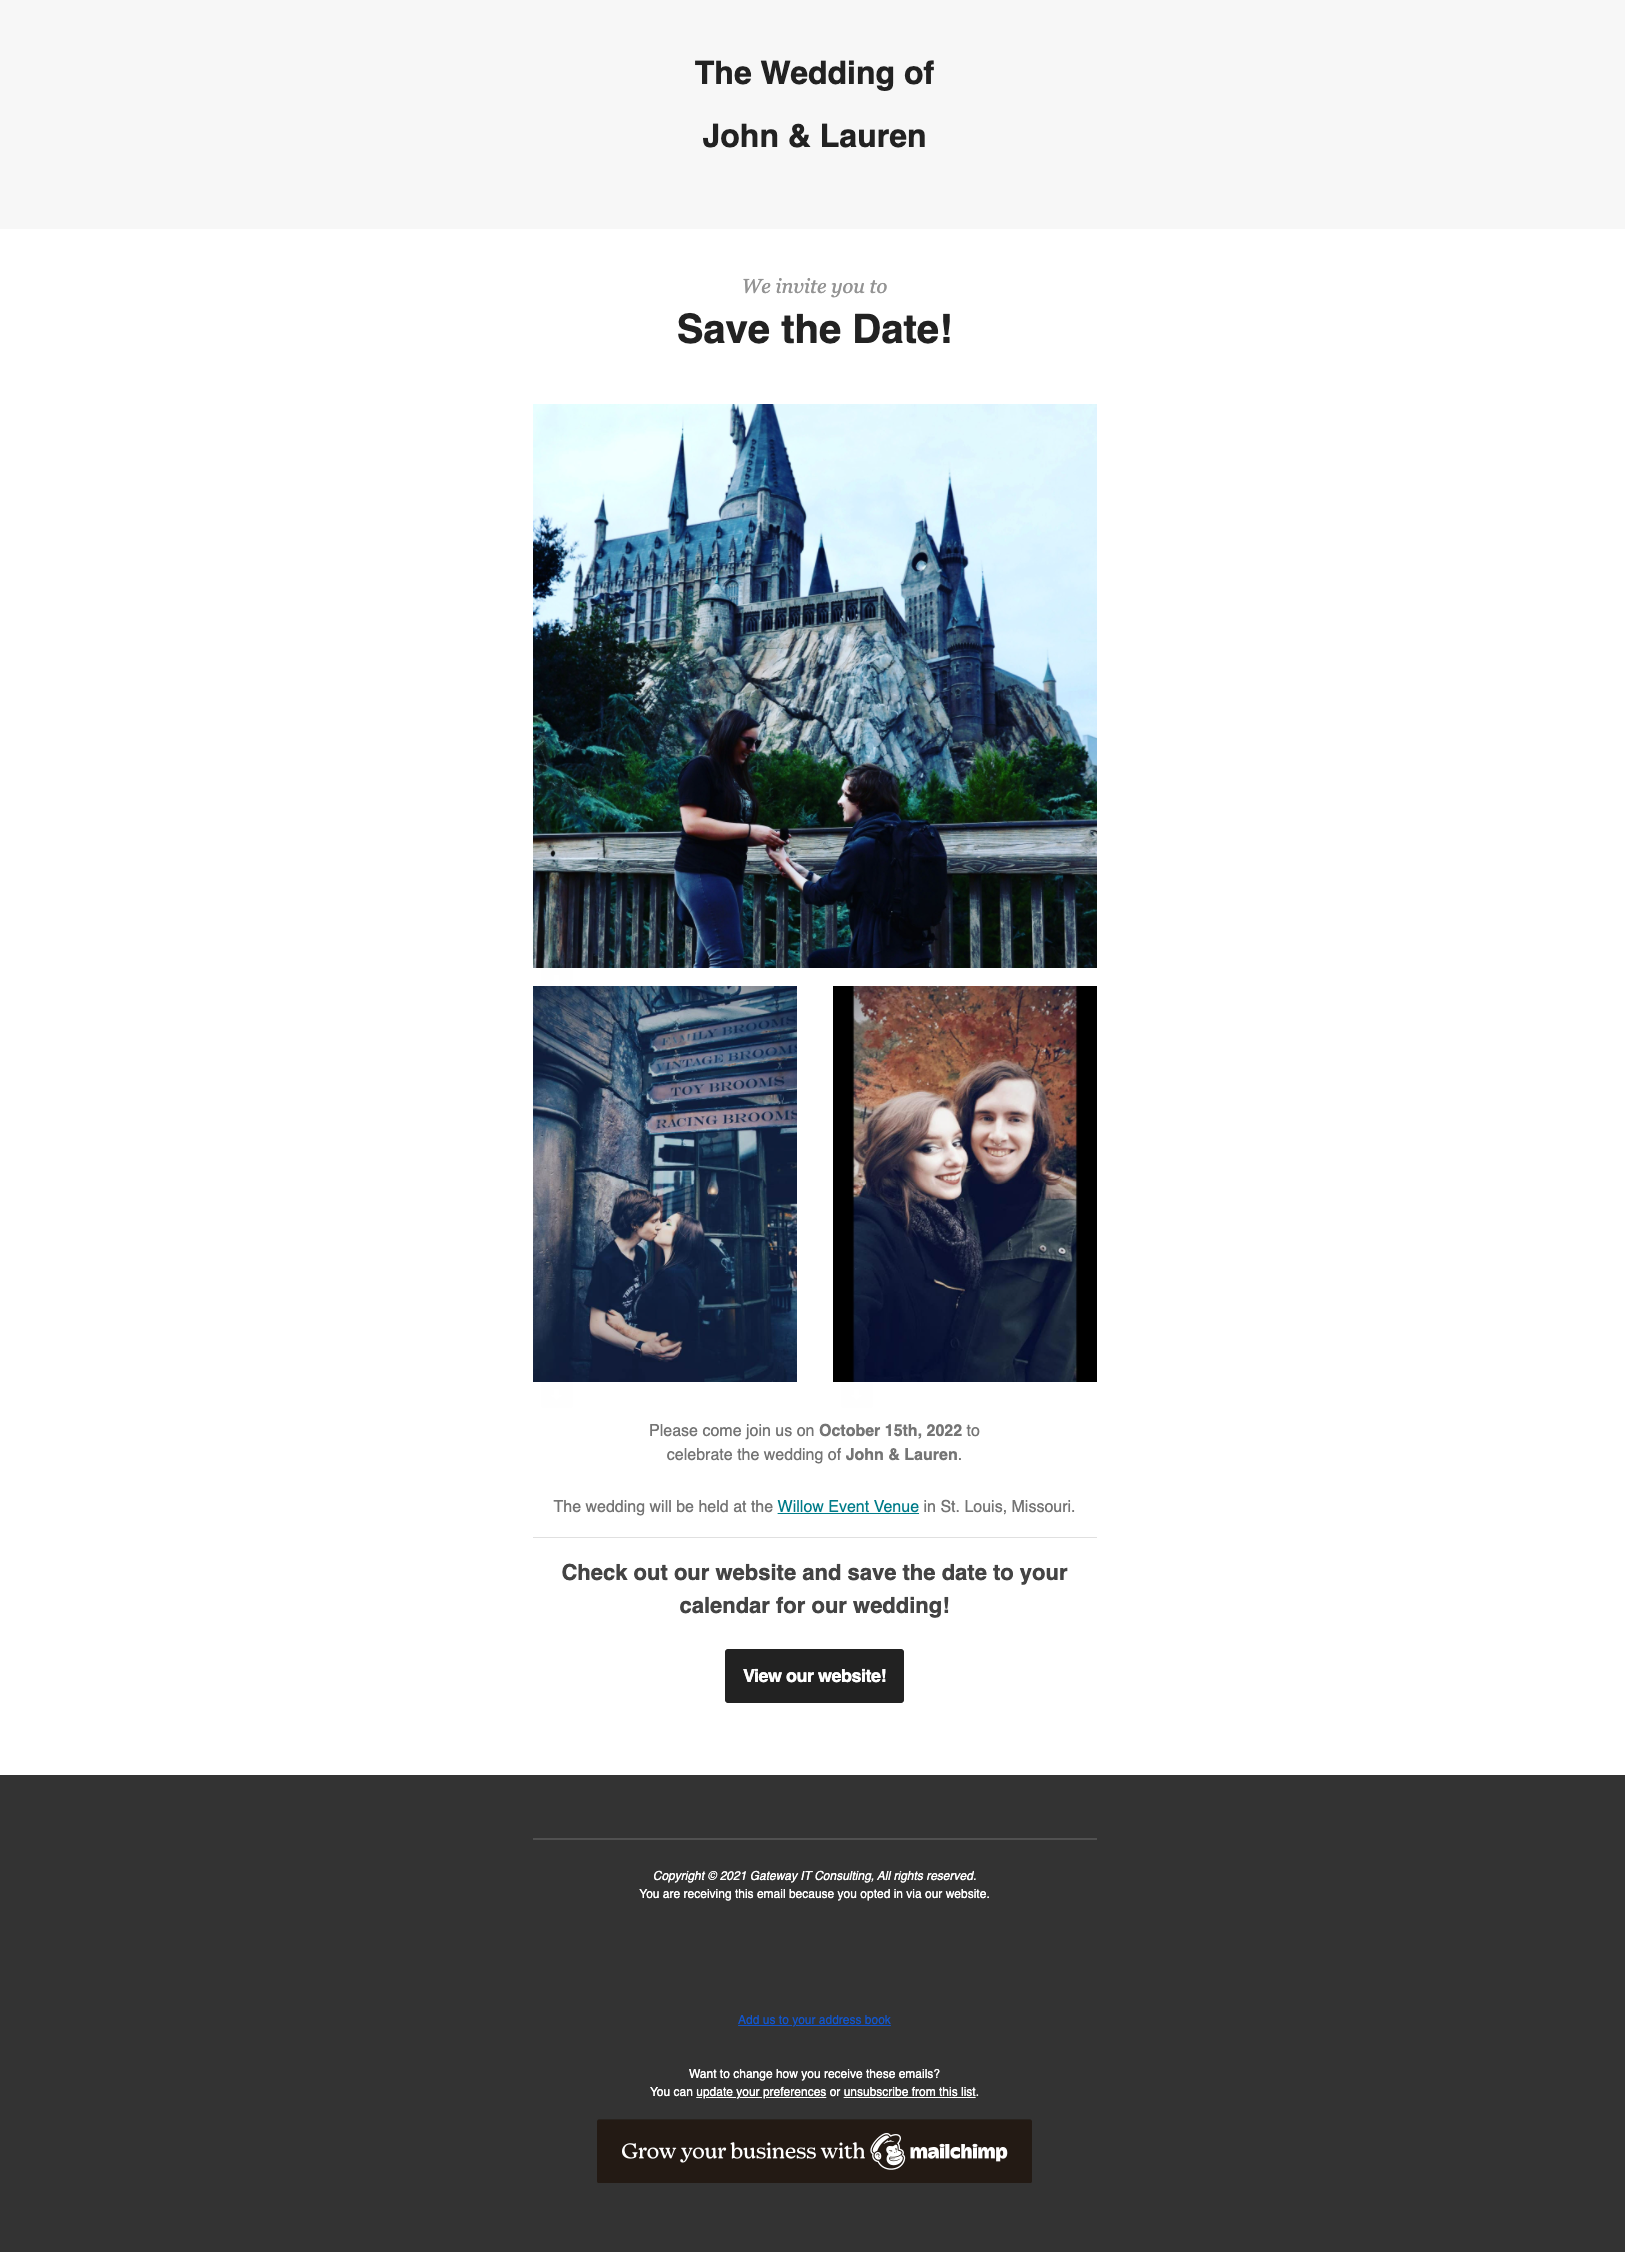 The Wedding of
John & Lauren
We invite you to
Save the Date!
FAMILY BROOMS
VINTAGE BROOMS
TOY BROOMS
RACING BROOMS
Please come join us on October 15th, 2022 to
celebrate the wedding of John & Lauren.
The wedding will be held at the Willow Event Venue in St. Louis, Missouri.
Check out our website and save the date to your
calendar for our wedding!
View our website!
Copyright © 2021 Gateway IT Consulting, All rights reserved.
You are receiving this email because you opted in via our website.
Add us to your address book
Want to change how you receive these emails?
You can update your preferences or unsubscribe from this list.
Grow your business with mailchimp